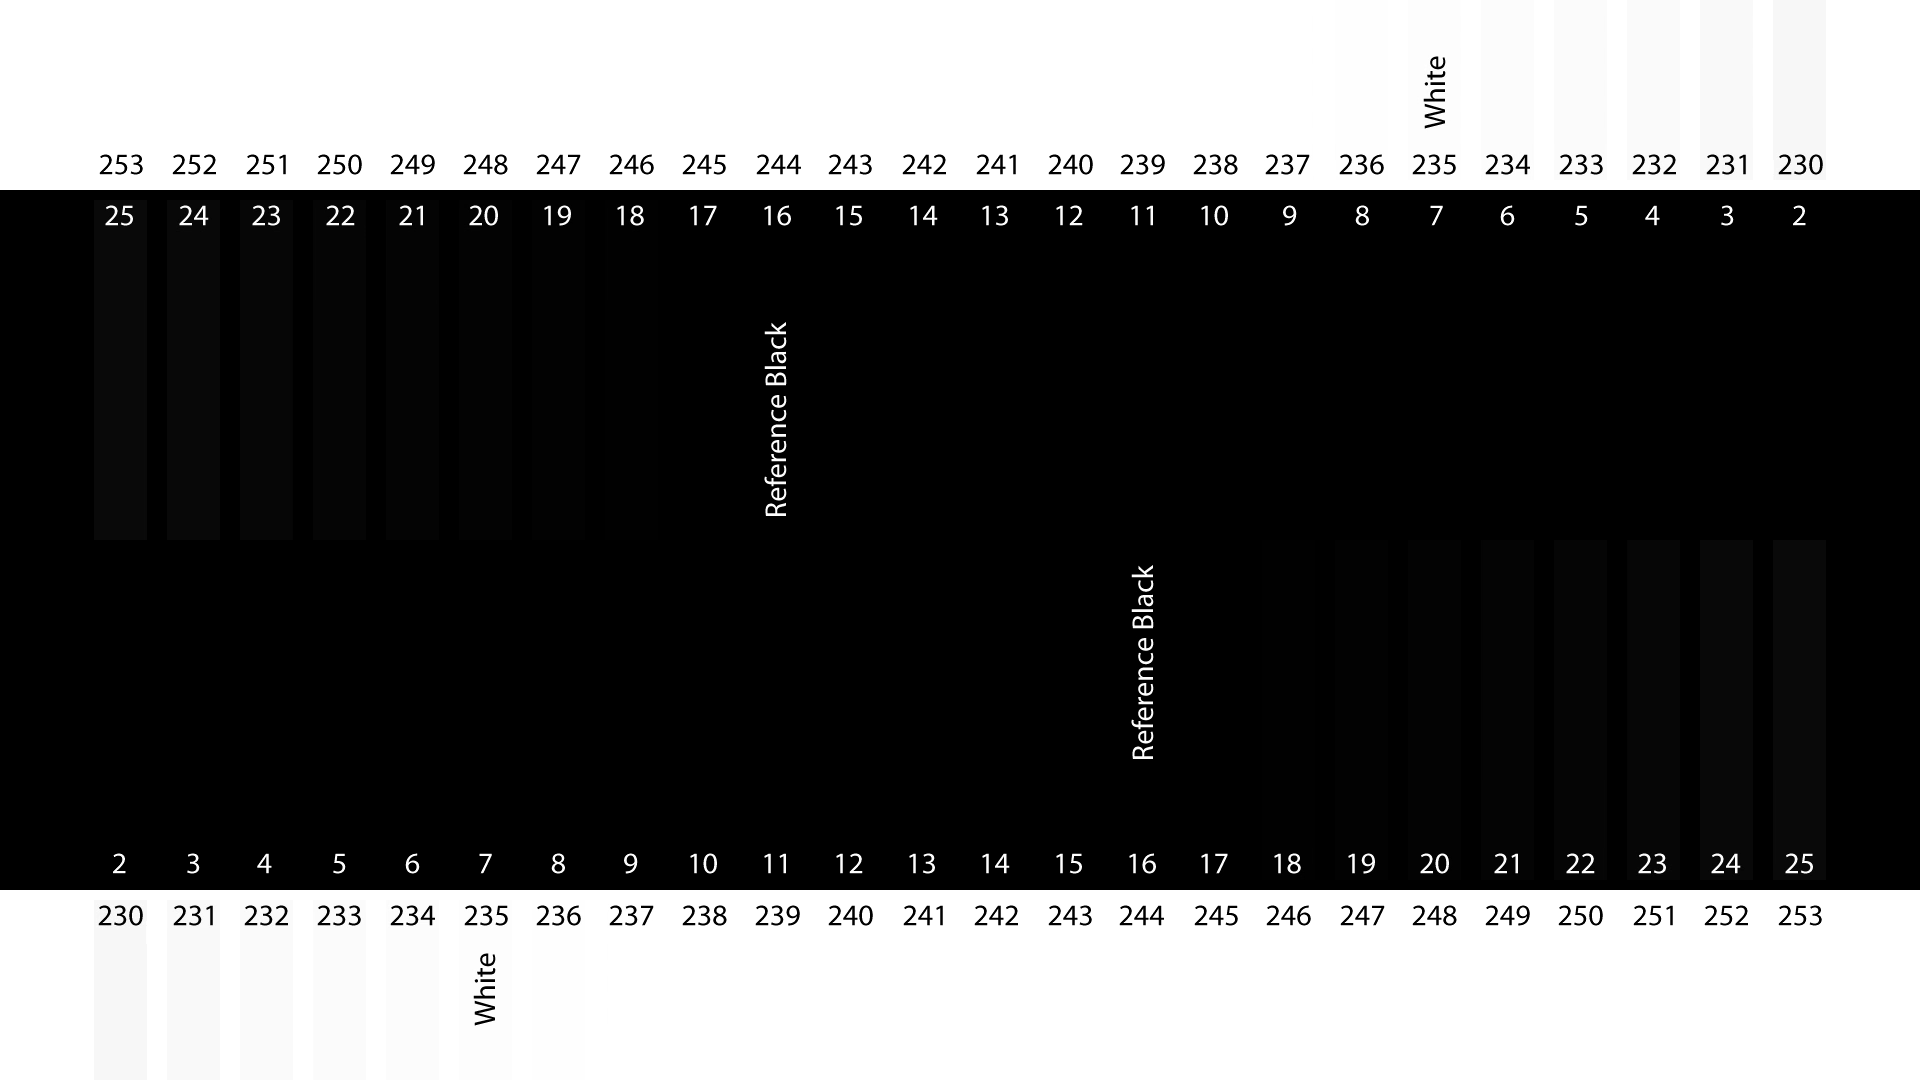 White
253 252 251 250 249 248 247 246 245 244 243 242 241 240 239 238 237 236 235 234 233 232 231 230
25 24 23 22 21 20 19 18 17 16 15 14 13 12 11 10 9 8 7 6 5 4 3 2
Reference Black
Reference Black
2 3 4 5 6 7 8 9 10 11 12 13 14 15 16 17 18 19 20 21 22 23 24 25
230 231 232 233 234 235 236 237 238 239 240 241 242 243 244 245 246 247 248 249 250 251 252 253
White